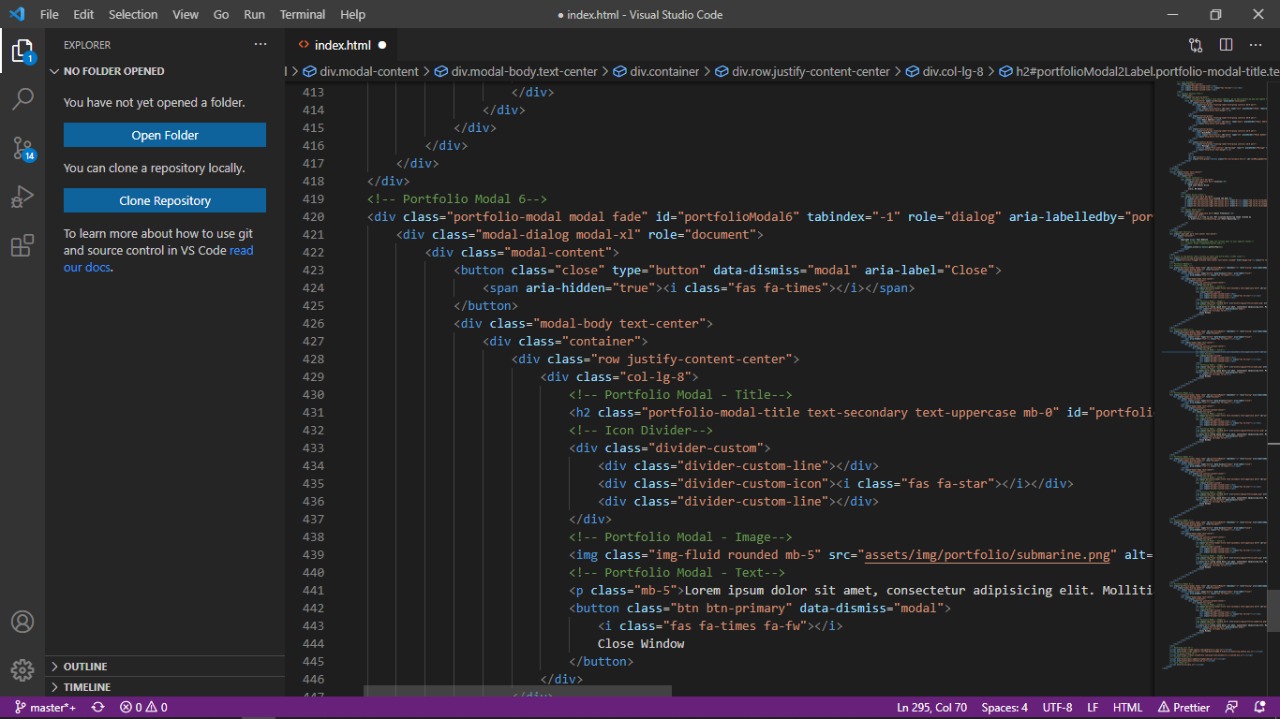 File Edit Selection View Go Run Terminal Help
● index.html - Visual Studio Code
EXPLORER
index.html
NO FOLDER OPENED
You have not yet opened a folder.
Open Folder
You can clone a repository locally.
Clone Repository
To learn more about how to use git
and source control in VS Code read
our docs.
1
14
OUTLINE
TIMELINE
div.modal-content > div.modal-body.text-center > div.container > div.row.justify-content-center > div.col-lg-8 > h2#portfolioModal2Label.portfolio-modal-title.te
413 </div>
414 </div>
415 </div>
416 </div>
417 </div>
418 </div>
419 <!-- Portfolio Modal 6-->
420 <div class="portfolio-modal modal fade" id="portfolioModal6" tabindex="-1" role="dialog" aria-labelledby="por
421 <div class="modal-dialog modal-xl" role="document">
422 <div class="modal-content">
423 <button class="close" type="button" data-dismiss="modal" aria-label="Close">
424 <span aria-hidden="true"><i class="fas fa-times"></i></span>
425 </button>
426 <div class="modal-body text-center">
427 <div class="container">
428 <div class="row justify-content-center">
429 <div class="col-lg-8">
430 <!-- Portfolio Modal - Title-->
431 <h2 class="portfolio-modal-title text-secondary text-uppercase mb-0" id="portfoli
432 <!-- Icon Divider-->
433 <div class="divider-custom">
434 <div class="divider-custom-line"></div>
435 <div class="divider-custom-icon"><i class="fas fa-star"></i></div>
436 <div class="divider-custom-line"></div>
437 </div>
438 <!-- Portfolio Modal - Image-->
439 <img class="img-fluid rounded mb-5" src="assets/img/portfolio/submarine.png" alt=
440 <!-- Portfolio Modal - Text-->
441 <p class="mb-5">Lorem ipsum dolor sit amet, consectetur adipisicing elit. Molliti
442 <button class="btn btn-primary" data-dismiss="modal">
443 <i class="fas fa-times fa-fw"></i>
444 Close Window
445 </button>
446 </div>
447 </div>
master*+ 0 0 Ln 295, Col 70 Spaces: 4 UTF-8 LF HTML Prettier